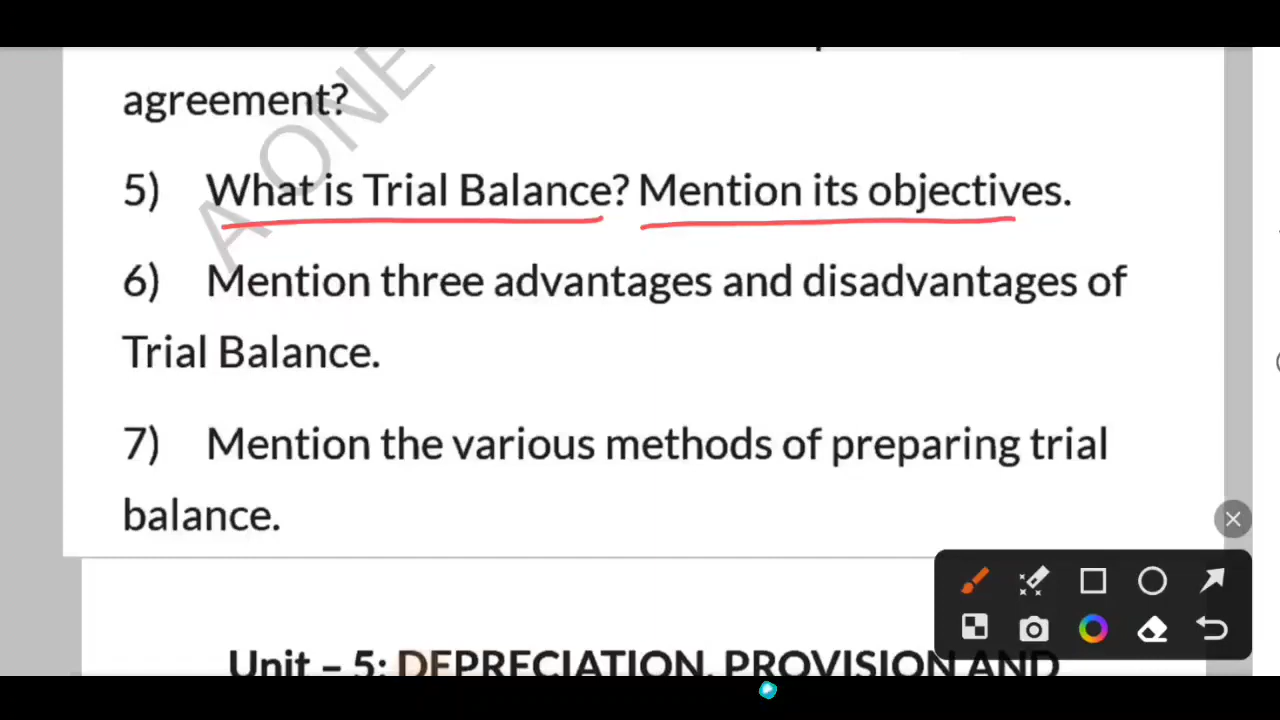 agreement?
A ONE
5) What is Trial Balance? Mention its objectives.
6) Mention three advantages and disadvantages of
Trial Balance.
7) Mention the various methods of preparing trial
balance.
Unit – 5: DEPRECIATION, PROVISION AND